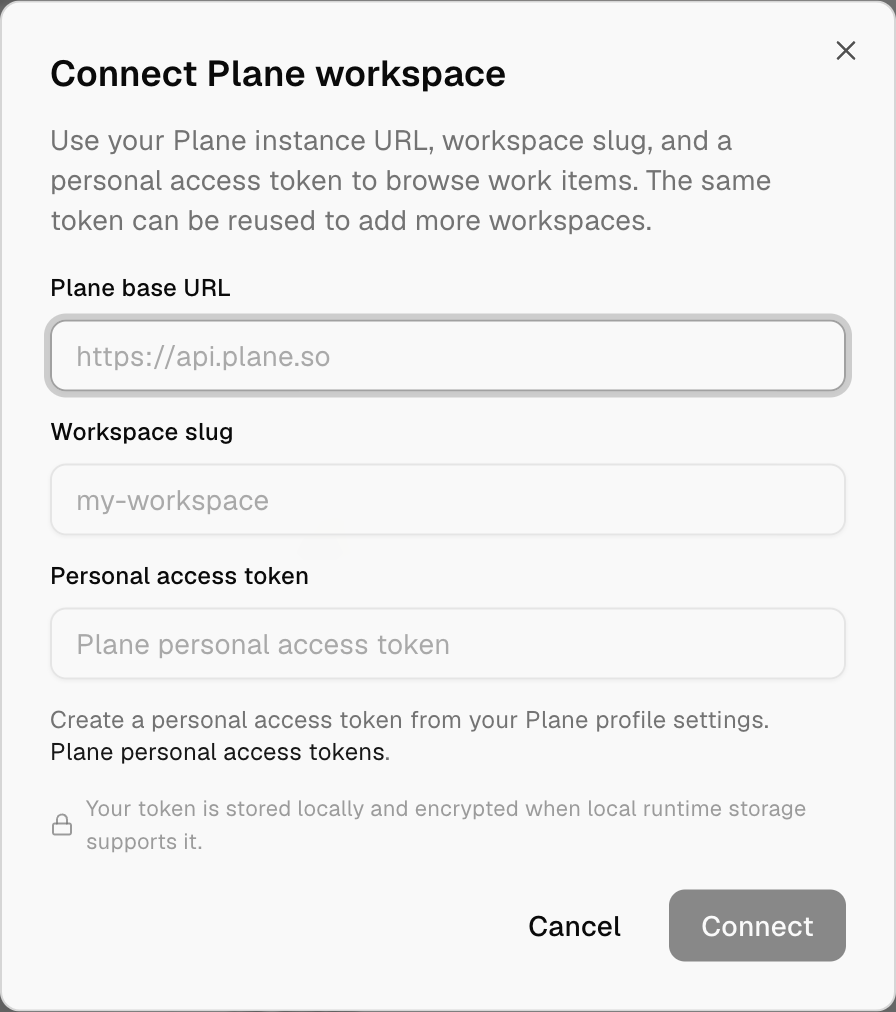 Connect Plane workspace
Use your Plane instance URL, workspace slug, and a
personal access token to browse work items. The same
token can be reused to add more workspaces.
Plane base URL
https://api.plane.so
Workspace slug
my-workspace
Personal access token
Plane personal access token
Create a personal access token from your Plane profile settings.
Plane personal access tokens.
Your token is stored locally and encrypted when local runtime storage
supports it.
Cancel
Connect